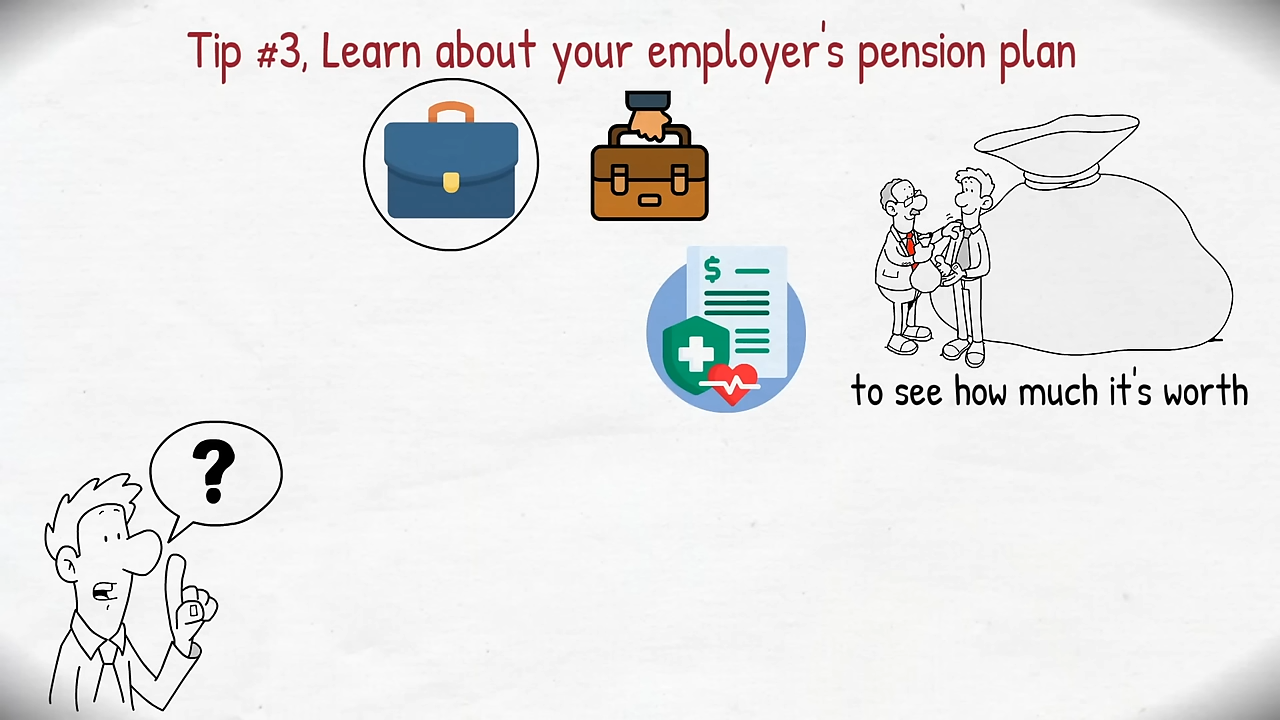 Tip #3, Learn about your employer's pension plan
$
to see how much it's worth
?